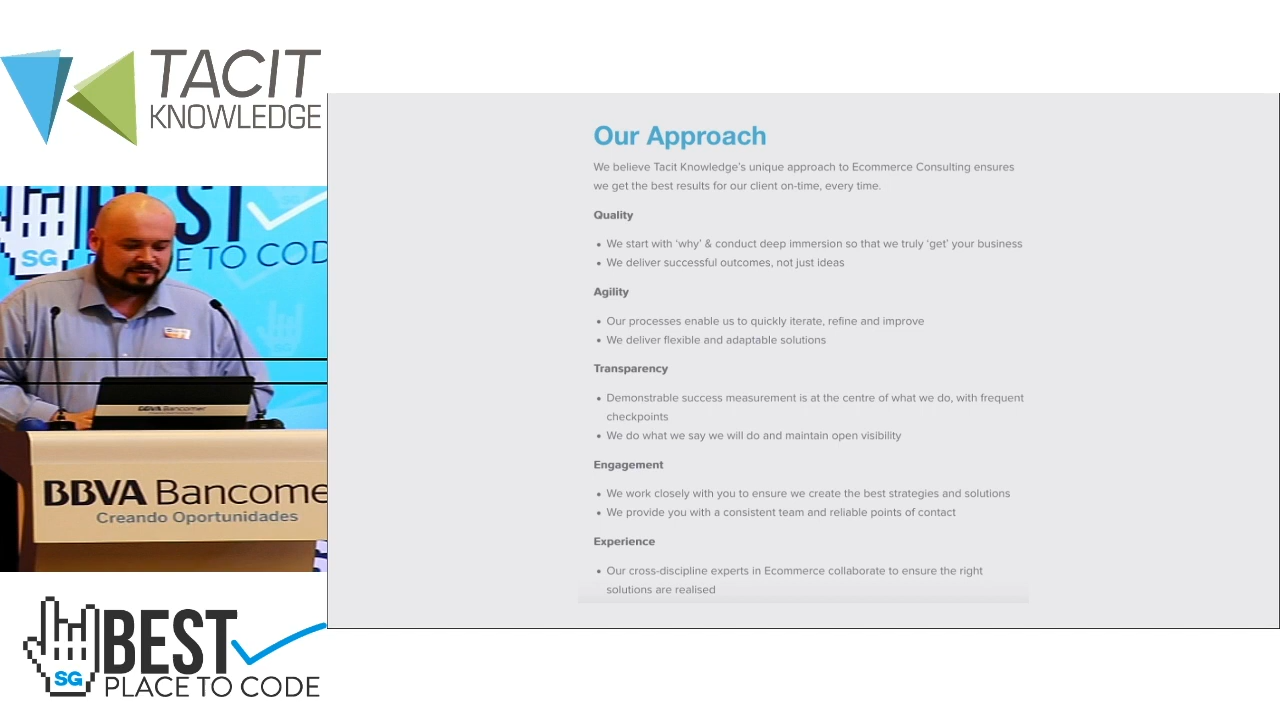 TACIT
KNOWLEDGE
BEST
SG
PLACE TO COD
BBVA Bancomer
BBVA Bancome
Creando Oportunidades
SG
BEST
PLACE TO CODE
Our Approach
We believe Tacit Knowledge's unique approach to Ecommerce Consulting ensures
we get the best results for our client on-time, every time.
Quality
• We start with ‘why’ & conduct deep immersion so that we truly ‘get’ your business
• We deliver successful outcomes, not just ideas
Agility
• Our processes enable us to quickly iterate, refine and improve
• We deliver flexible and adaptable solutions
Transparency
• Demonstrable success measurement is at the centre of what we do, with frequent
checkpoints
• We do what we say we will do and maintain open visibility
Engagement
• We work closely with you to ensure we create the best strategies and solutions
• We provide you with a consistent team and reliable points of contact
Experience
• Our cross-discipline experts in Ecommerce collaborate to ensure the right
solutions are realised